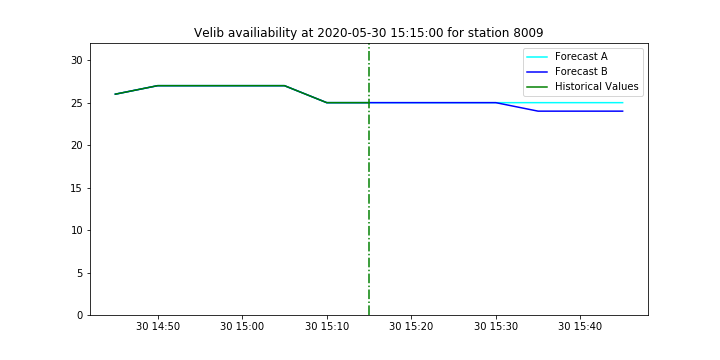 Velib availiability at 2020-05-30 15:15:00 for station 8009
Forecast A
Forecast B
Historical Values
30
25
20
15
10
5
0
30 14:50 30 15:00 30 15:10 30 15:20 30 15:30 30 15:40